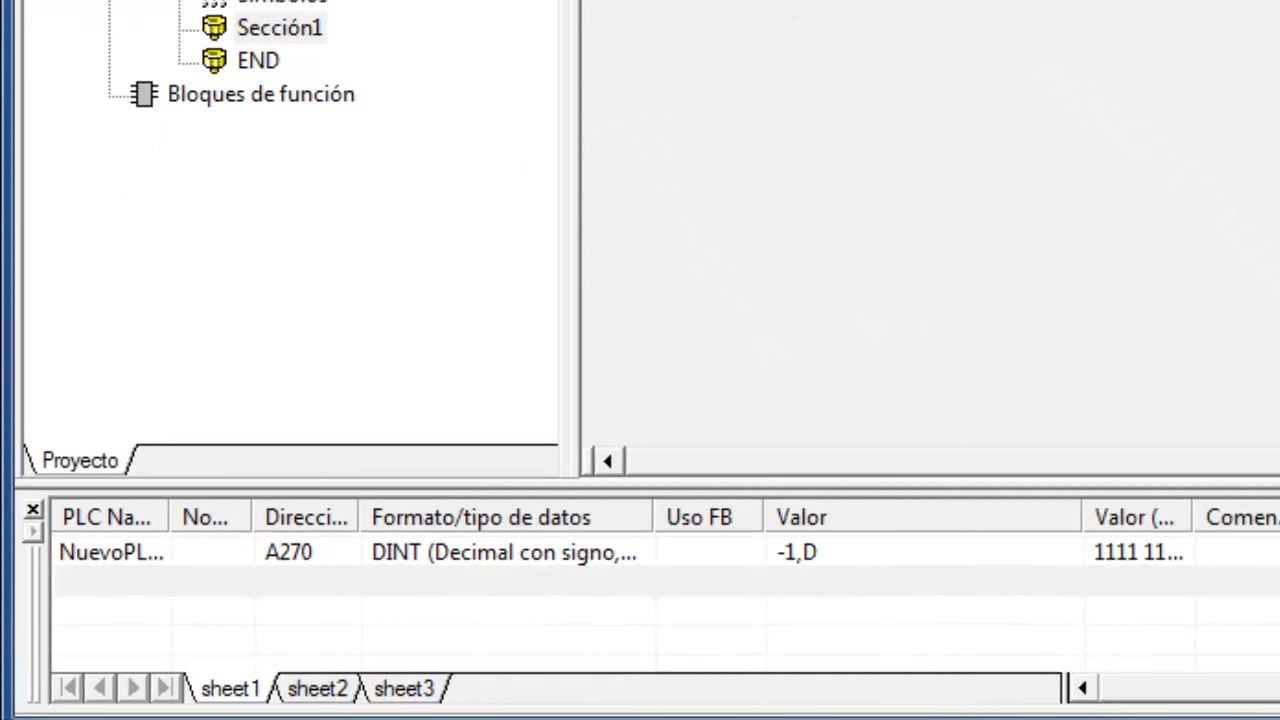 Símbolos
Sección1
END
Bloques de función
Proyecto
PLC Na... No... Direcci... Formato/tipo de datos Uso FB Valor Valor (... Comen.
NuevoPL... A270 DINT (Decimal con signo,... -1,D 1111 11...
sheet1 sheet2 sheet3